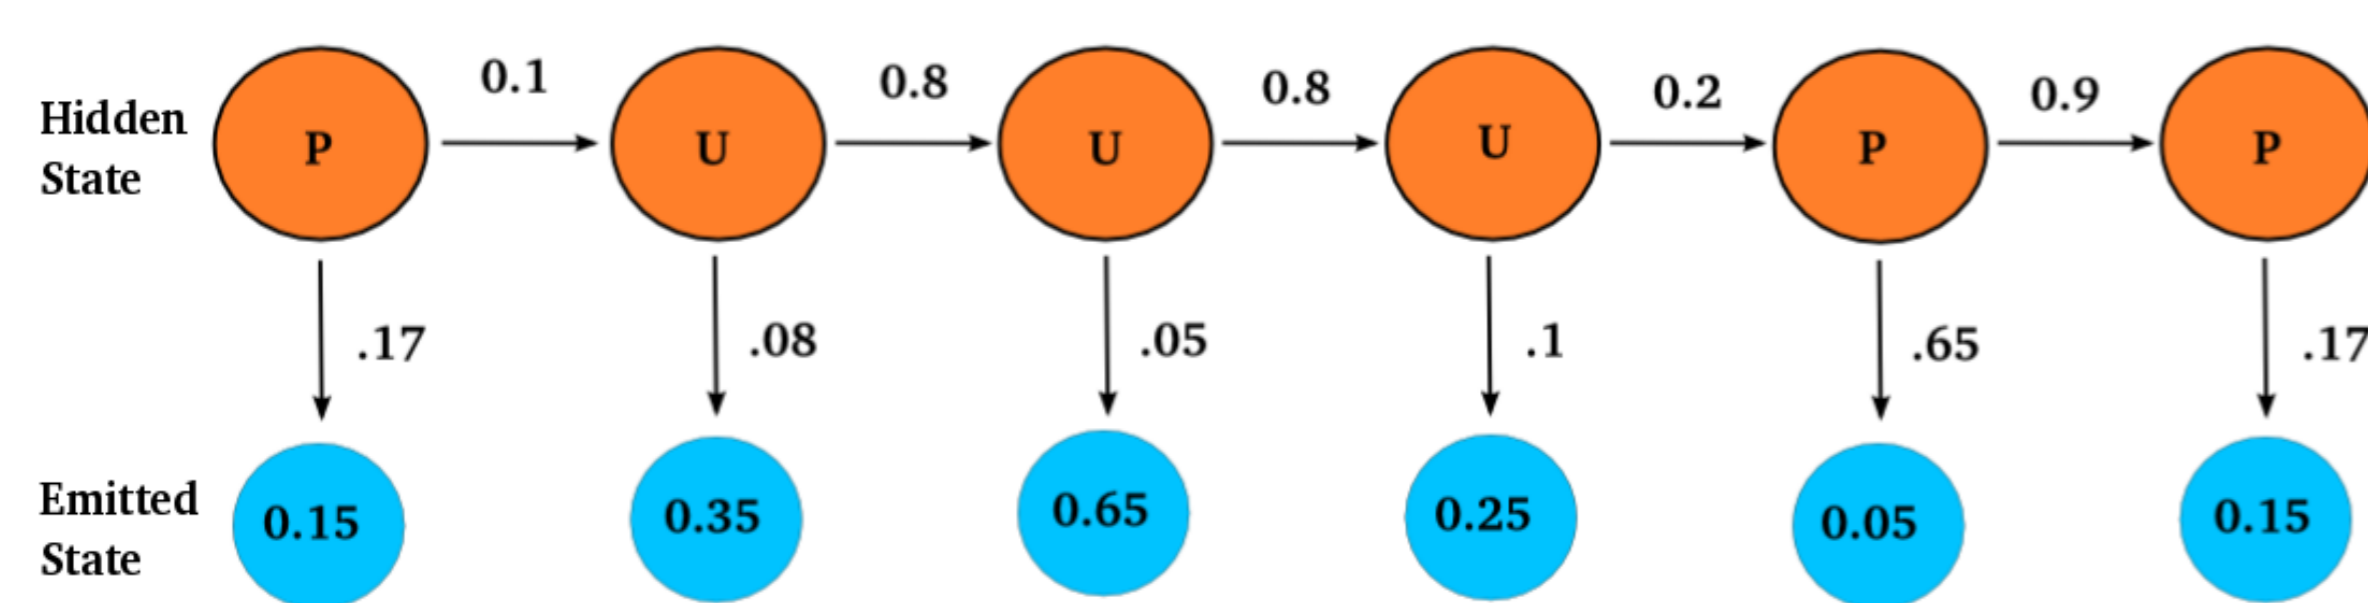 0.1 0.8 0.8 0.2 0.9
Hidden
State
P U U U P P
.17 .08 .05 .1 .65 .17
Emitted
State
0.15 0.35 0.65 0.25 0.05 0.15